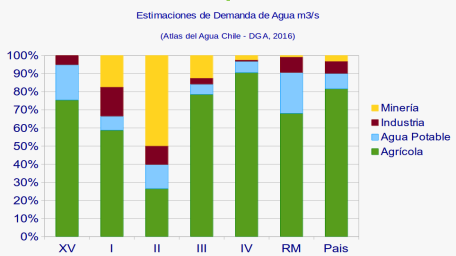 Estimaciones de Demanda de Agua m3/s
(Atlas del Agua Chile - DGA, 2016)
100%
90%
80%
70%
60%
50%
40%
30%
20%
10%
0%
XV I II III IV RM Pais
Minería
Industria
Agua Potable
Agrícola